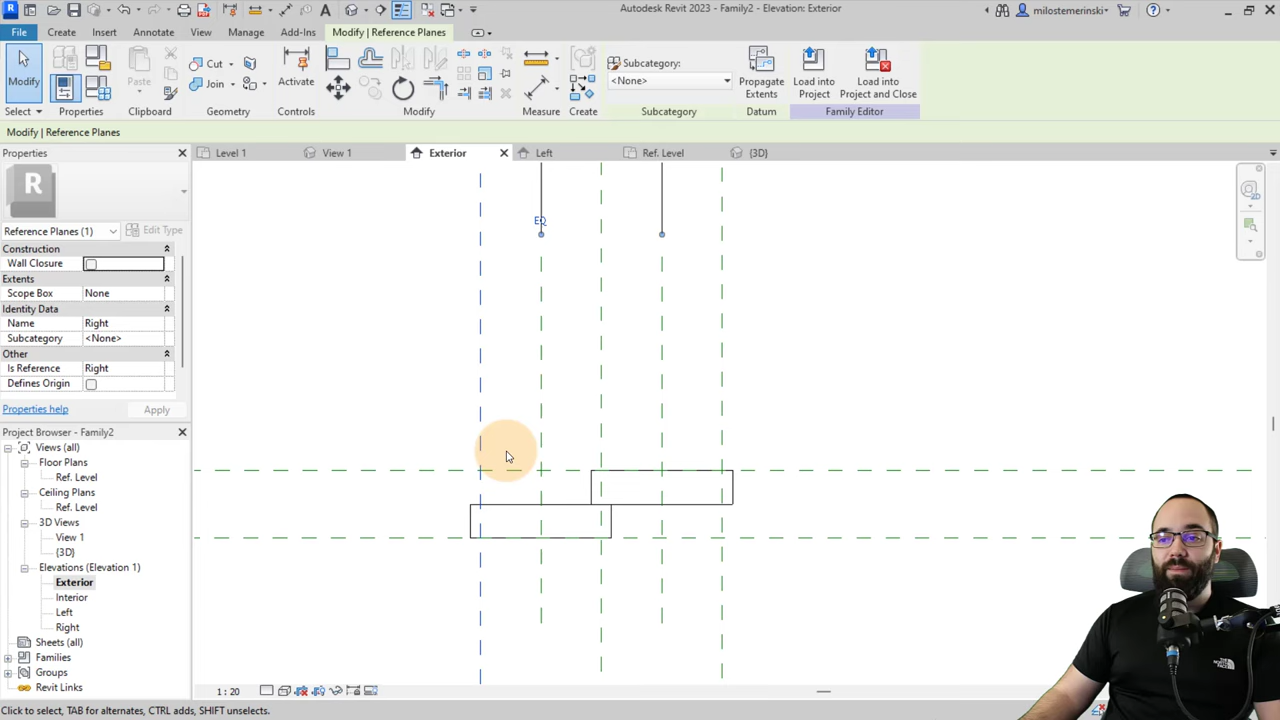 Autodesk Revit 2023 - Family2 - Elevation: Exterior
milostemerinski
File
Create
Insert
Annotate
View
Manage
Add-Ins
Modify | Reference Planes
Modify
Paste
Cut
Join
Activate
Subcategory:
<None>
Propagate
Extents
Load into
Project
Load into
Project and Close
Select
Properties
Clipboard
Geometry
Controls
Modify
Measure
Create
Subcategory
Datum
Family Editor
Modify | Reference Planes
Properties
Level 1
View 1
Exterior
Left
Ref. Level
{3D}
R
Reference Planes (1)
Edit Type
Construction
Wall Closure
Extents
Scope Box None
Identity Data
Name Right
Subcategory <None>
Other
Is Reference Right
Defines Origin
Properties help
Apply
EQ
2D
Project Browser - Family2
Views (all)
Floor Plans
Ref. Level
Ceiling Plans
Ref. Level
3D Views
View 1
{3D}
Elevations (Elevation 1)
Exterior
Interior
Left
Right
Sheets (all)
Families
Groups
Revit Links
1 : 20
Click to select, TAB for alternates, CTRL adds, SHIFT unselects.